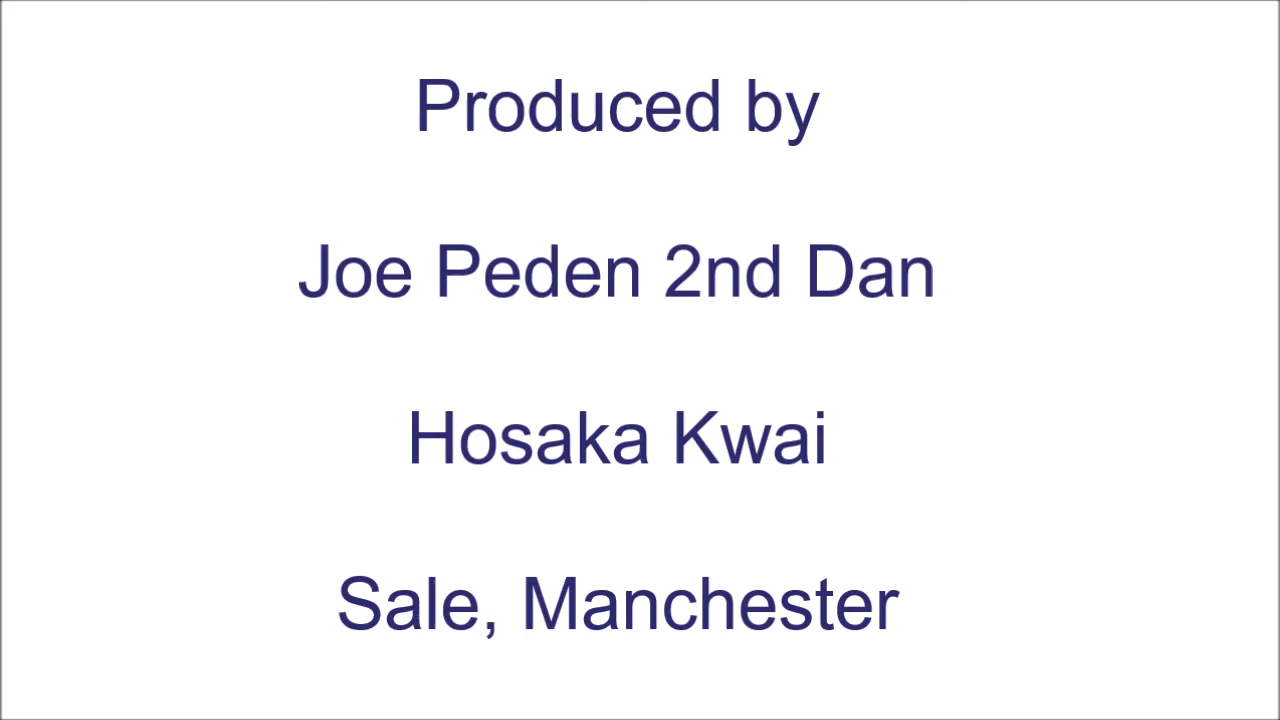 Produced by
Joe Peden 2nd Dan
Hosaka Kwai
Sale, Manchester